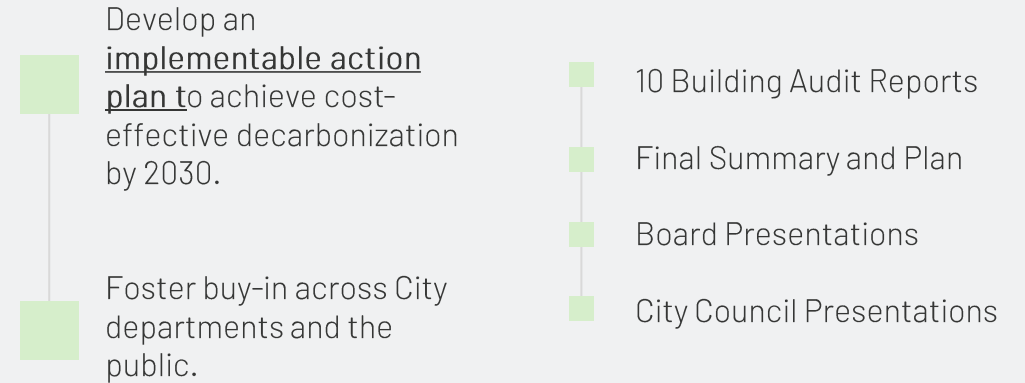 Develop an
implementable action
plan to achieve cost-
effective decarbonization
by 2030.
Foster buy-in across City
departments and the
public.
10 Building Audit Reports
Final Summary and Plan
Board Presentations
City Council Presentations